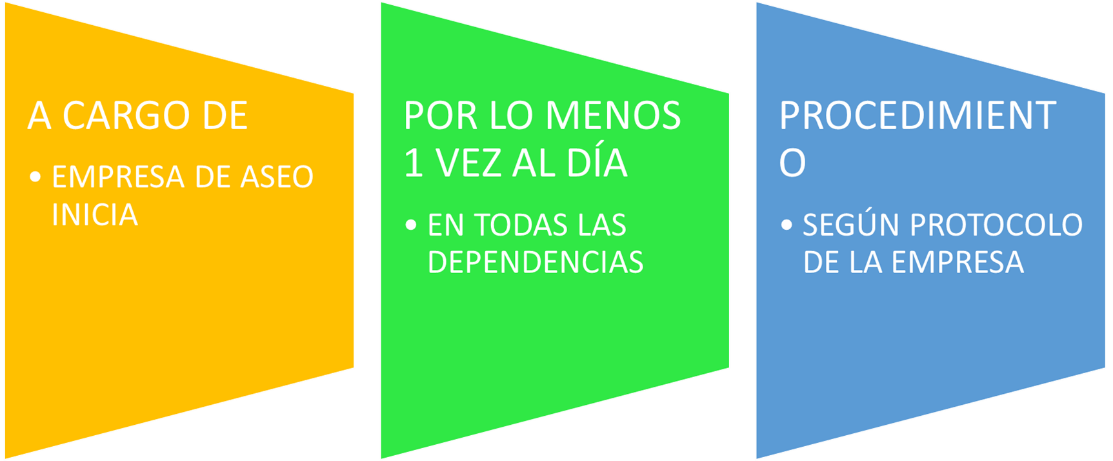 A CARGO DE
• EMPRESA DE ASEO
INICIA
POR LO MENOS
1 VEZ AL DÍA
• EN TODAS LAS
DEPENDENCIAS
PROCEDIMIENT
O
• SEGÚN PROTOCOLO
DE LA EMPRESA